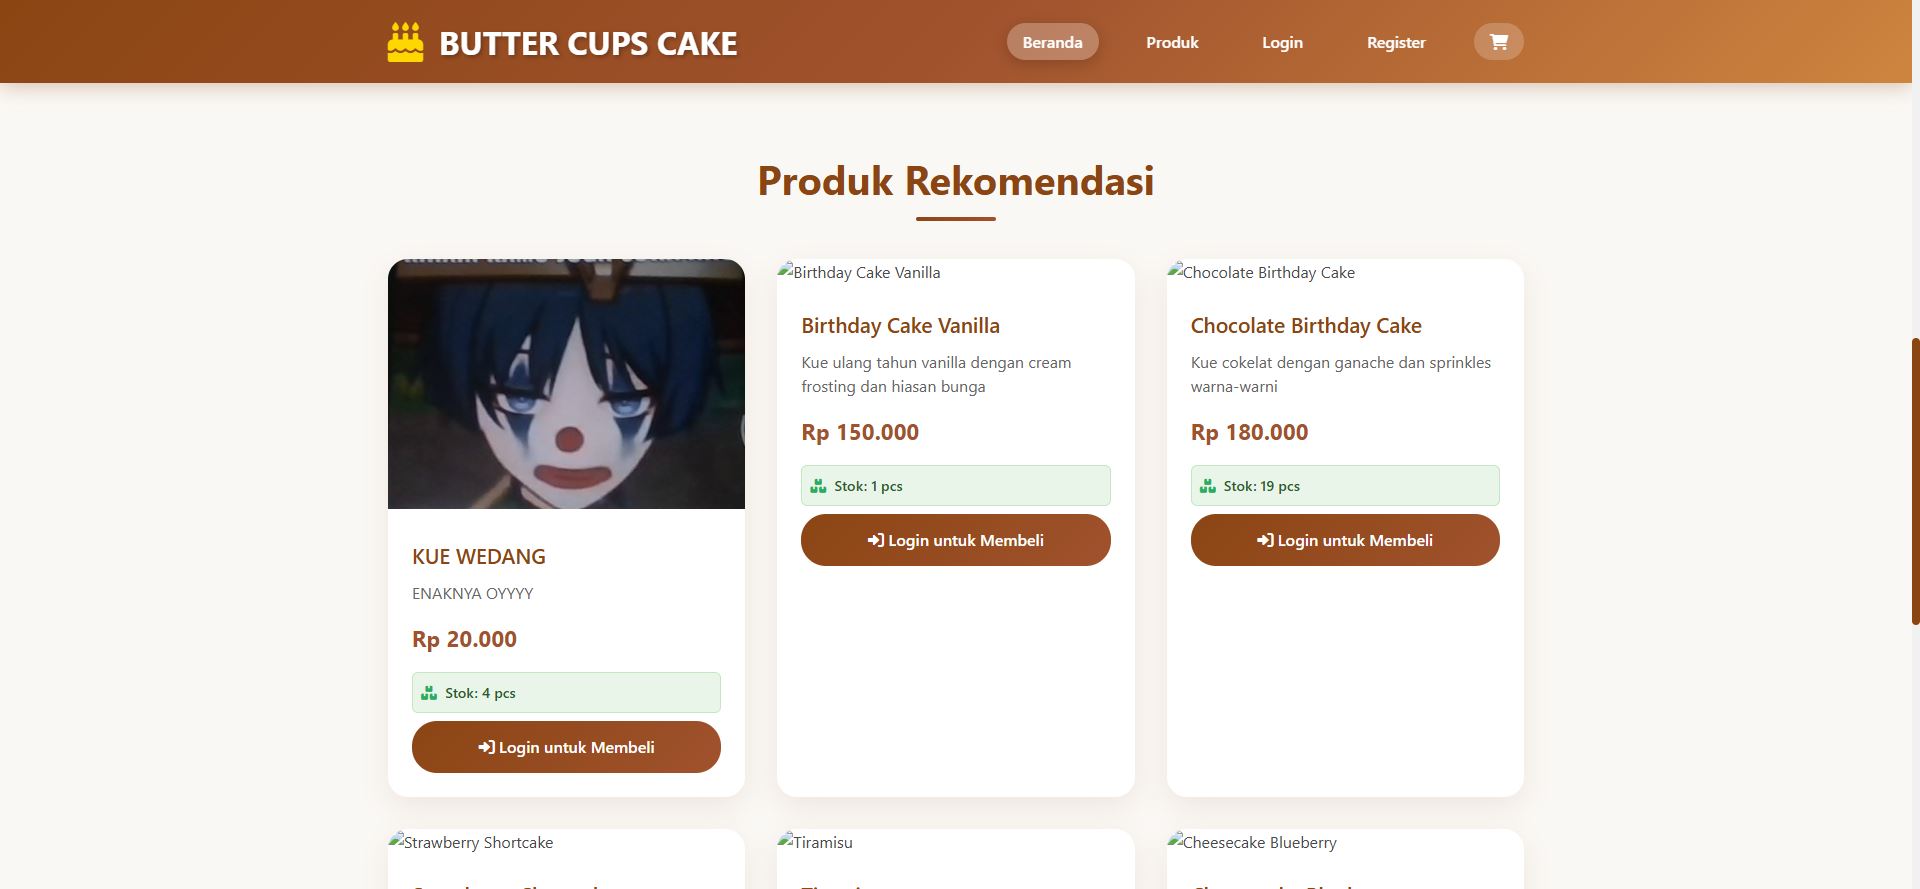 BUTTER CUPS CAKE
Beranda
Produk
Login
Register
Produk Rekomendasi
KUE WEDANG
ENAKNYA OYYYY
Rp 20.000
Stok: 4 pcs
Login untuk Membeli
Birthday Cake Vanilla
Birthday Cake Vanilla
Kue ulang tahun vanilla dengan cream
frosting dan hiasan bunga
Rp 150.000
Stok: 1 pcs
Login untuk Membeli
Chocolate Birthday Cake
Chocolate Birthday Cake
Kue cokelat dengan ganache dan sprinkles
warna-warni
Rp 180.000
Stok: 19 pcs
Login untuk Membeli
Strawberry Shortcake
Tiramisu
Cheesecake Blueberry